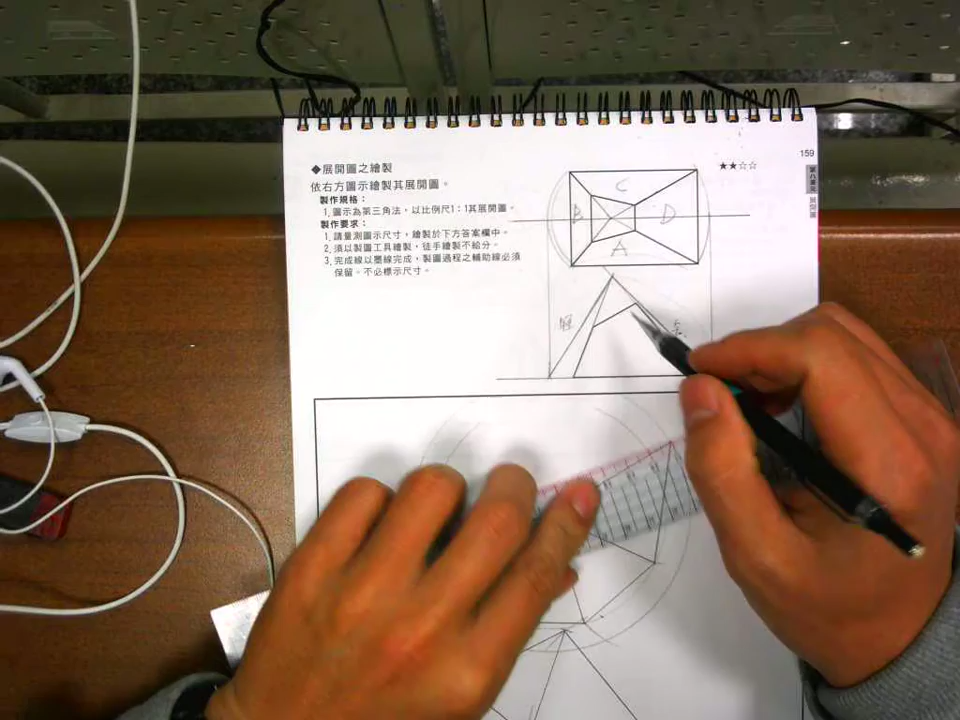 159
★★☆☆
◆展開圖之繪製
依右方圖示繪製其展開圖。
製作規格：
1. 圖示為第三角法，以比例尺1：1其展開圖。
製作要求：
1. 請量測圖示尺寸，繪製於下方答案欄中。
2. 須以製圖工具繪製，徒手繪製不給分。
3. 完成線以墨線完成，製圖過程之輔助線必須
保留。不必標示尺寸。
C
B
D
A